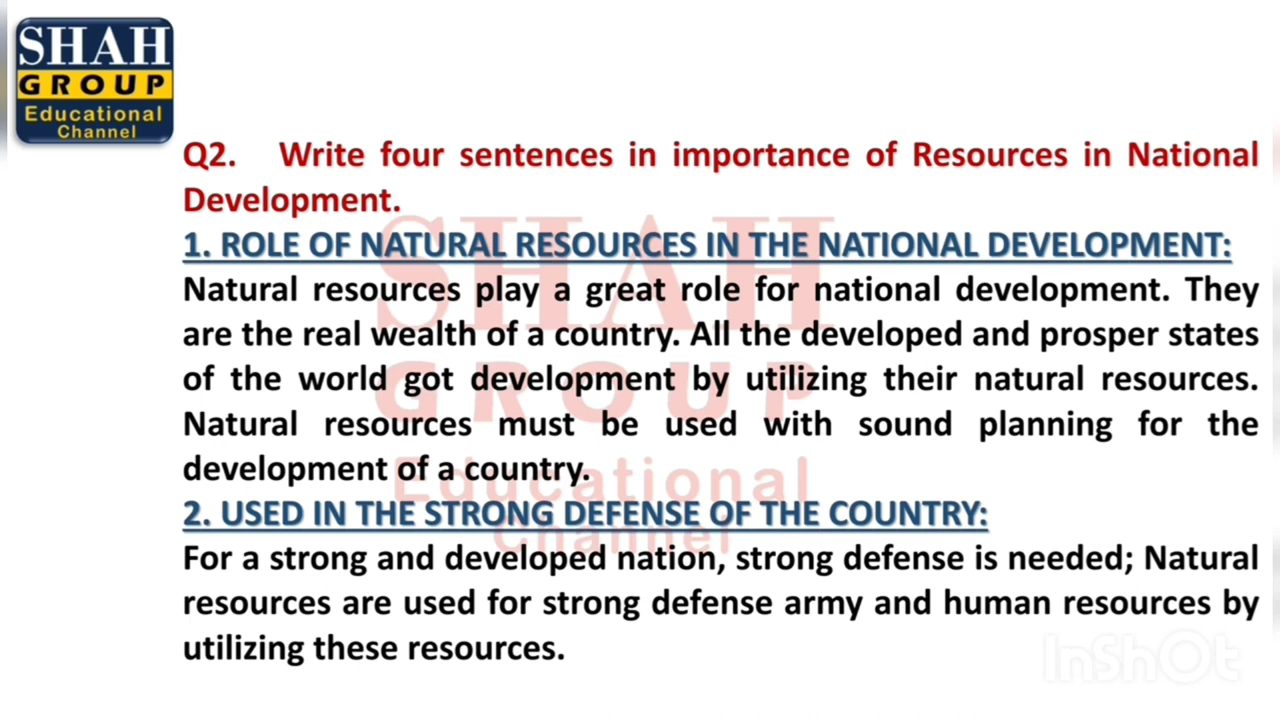 SHAH
GROUP
Educational
Channel
Q2. Write four sentences in importance of Resources in National
Development.
1. ROLE OF NATURAL RESOURCES IN THE NATIONAL DEVELOPMENT:
Natural resources play a great role for national development. They
are the real wealth of a country. All the developed and prosper states
of the world got development by utilizing their natural resources.
Natural resources must be used with sound planning for the
development of a country.
2. USED IN THE STRONG DEFENSE OF THE COUNTRY:
For a strong and developed nation, strong defense is needed; Natural
resources are used for strong defense army and human resources by
utilizing these resources.
SHAH
GROUP
Educational
Channel
InShOt